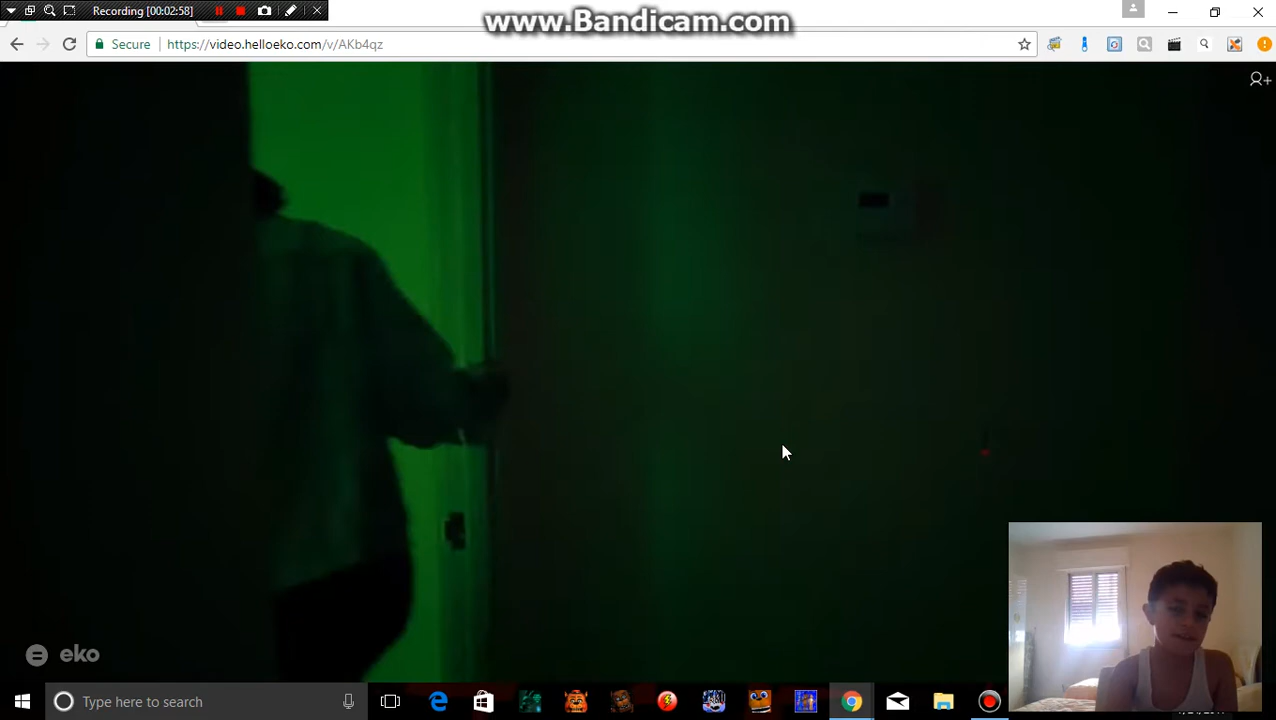 Recording [00:02:58]
www.Bandicam.com
Secure
https://video.helloeko.com/v/AKb4qz
eko
Type here to search